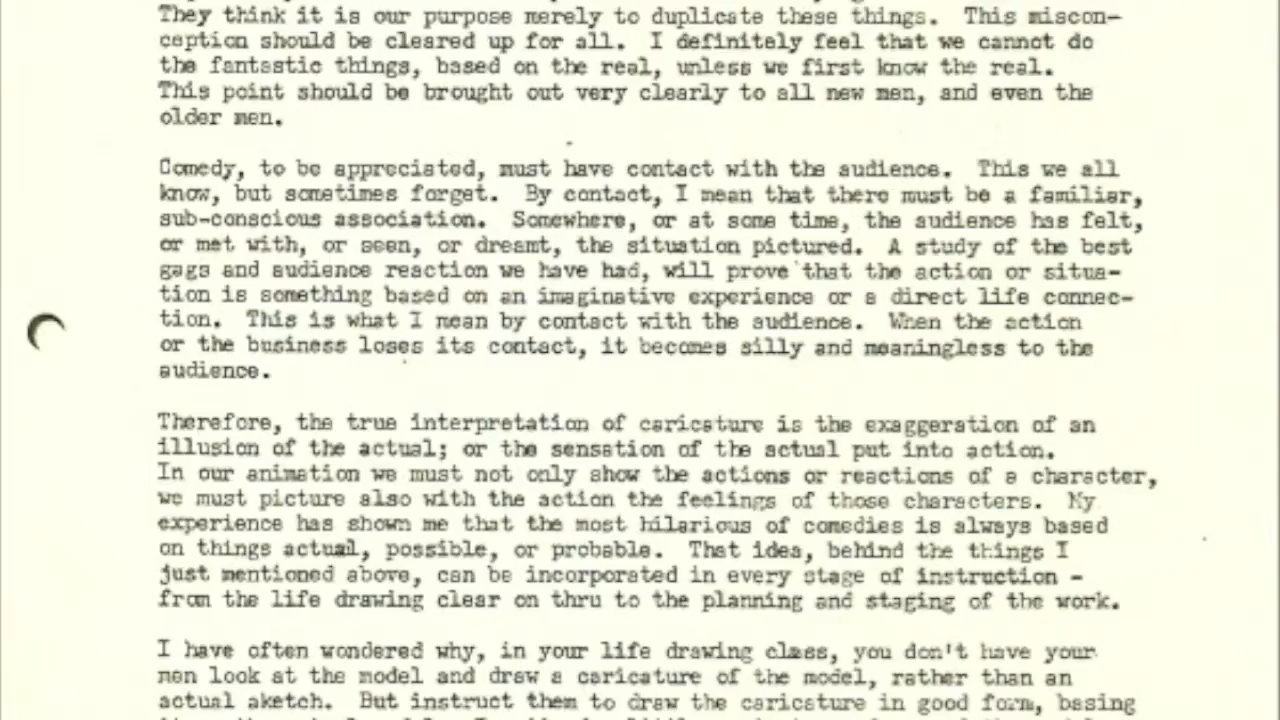 They think it is our purpose merely to duplicate these things.  This miscon-
ception should be cleared up for all.  I definitely feel that we cannot do
the fantastic things, based on the real, unless we first know the real.
This point should be brought out very clearly to all new men, and even the
older men.
Comedy, to be appreciated, must have contact with the audience.  This we all
know, but sometimes forget.  By contact, I mean that there must be a familiar,
sub-conscious association.  Somewhere, or at some time, the audience has felt,
or met with, or seen, or dreamt, the situation pictured.  A study of the best
gags and audience reaction we have had, will prove that the action or situa-
tion is something based on an imaginative experience or a direct life connec-
tion.  This is what I mean by contact with the audience.  When the action
or the business loses its contact, it becomes silly and meaningless to the
audience.
Therefore, the true interpretation of caricature is the exaggeration of an
illusion of the actual; or the sensation of the actual put into action.
In our animation we must not only show the actions or reactions of a character,
we must picture also with the action the feelings of those characters.  My
experience has shown me that the most hilarious of comedies is always based
on things actual, possible, or probable.  That idea, behind the things I
just mentioned above, can be incorporated in every stage of instruction -
from the life drawing clear on thru to the planning and staging of the work.
I have often wondered why, in your life drawing class, you don't have your
men look at the model and draw a caricature of the model, rather than an
actual sketch.  But instruct them to draw the caricature in good form, basing